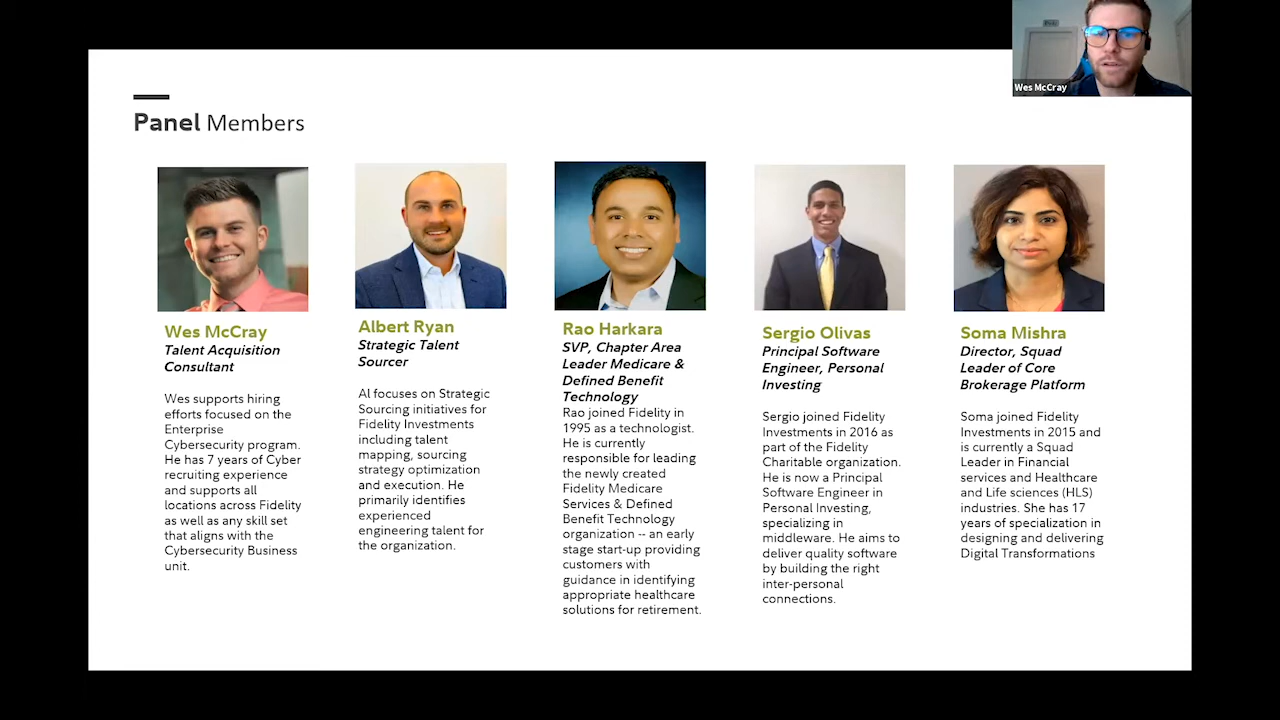 Wes McCray
Panel Members
Wes McCray
Talent Acquisition
Consultant
Wes supports hiring
efforts focused on the
Enterprise
Cybersecurity program.
He has 7 years of Cyber
recruiting experience
and supports all
locations across Fidelity
as well as any skill set
that aligns with the
Cybersecurity Business
unit.
Albert Ryan
Strategic Talent
Sourcer
Al focuses on Strategic
Sourcing initiatives for
Fidelity Investments
including talent
mapping, sourcing
strategy optimization
and execution. He
primarily identifies
experienced
engineering talent for
the organization.
Rao Harkara
SVP, Chapter Area
Leader Medicare &
Defined Benefit
Technology
Rao joined Fidelity in
1995 as a technologist.
He is currently
responsible for leading
the newly created
Fidelity Medicare
Services & Defined
Benefit Technology
organization -- an early
stage start-up providing
customers with
guidance in identifying
appropriate healthcare
solutions for retirement.
Sergio Olivas
Principal Software
Engineer, Personal
Investing
Sergio joined Fidelity
Investments in 2016 as
part of the Fidelity
Charitable organization.
He is now a Principal
Software Engineer in
Personal Investing,
specializing in
middleware. He aims to
deliver quality software
by building the right
inter-personal
connections.
Soma Mishra
Director, Squad
Leader of Core
Brokerage Platform
Soma joined Fidelity
Investments in 2015 and
is currently a Squad
Leader in Financial
services and Healthcare
and Life sciences (HLS)
industries. She has 17
years of specialization in
designing and delivering
Digital Transformations